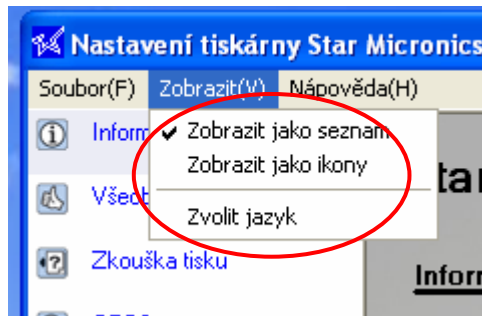 Nastavení tiskárny Star Micronics
Soubor(F) Zobrazit(V) Nápověda(H)
Zobrazit jako seznam
Zobrazit jako ikony
Zvolit jazyk
Zkouška tisku